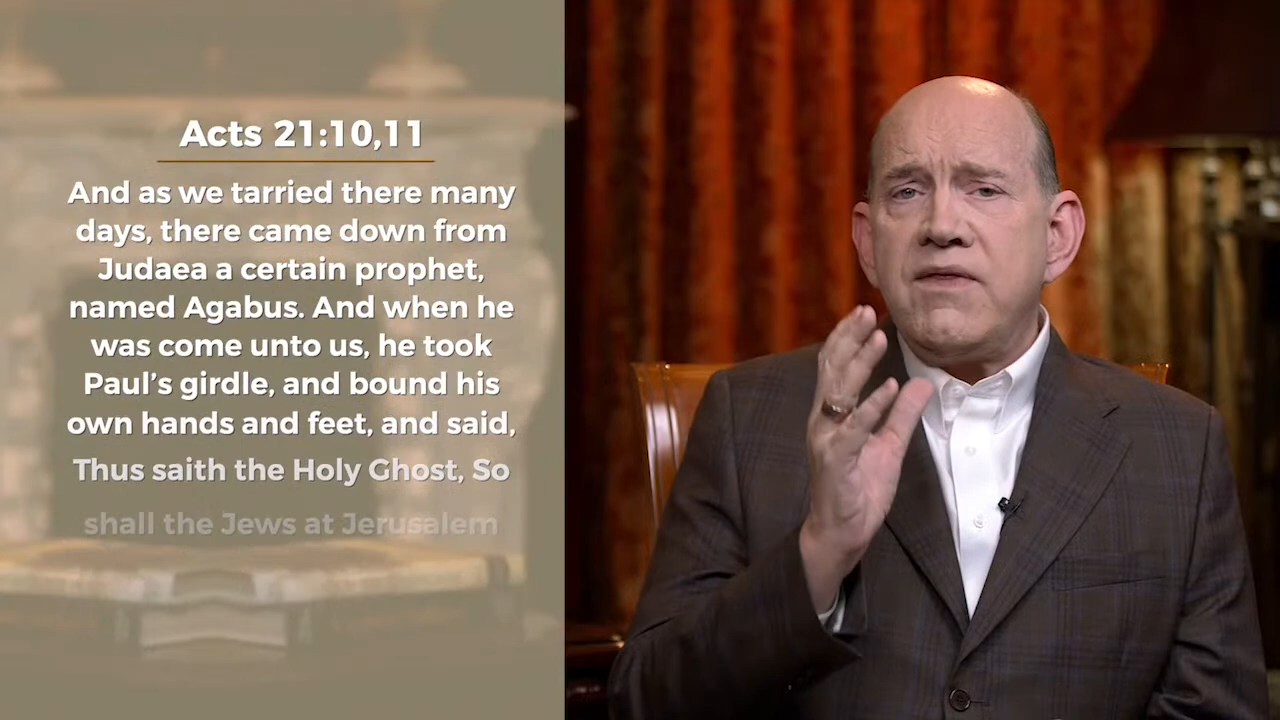 Acts 21:10,11
And as we tarried there many
days, there came down from
Judaea a certain prophet,
named Agabus. And when he
was come unto us, he took
Paul’s girdle, and bound his
own hands and feet, and said,
Thus saith the Holy Ghost, So
shall the Jews at Jerusalem